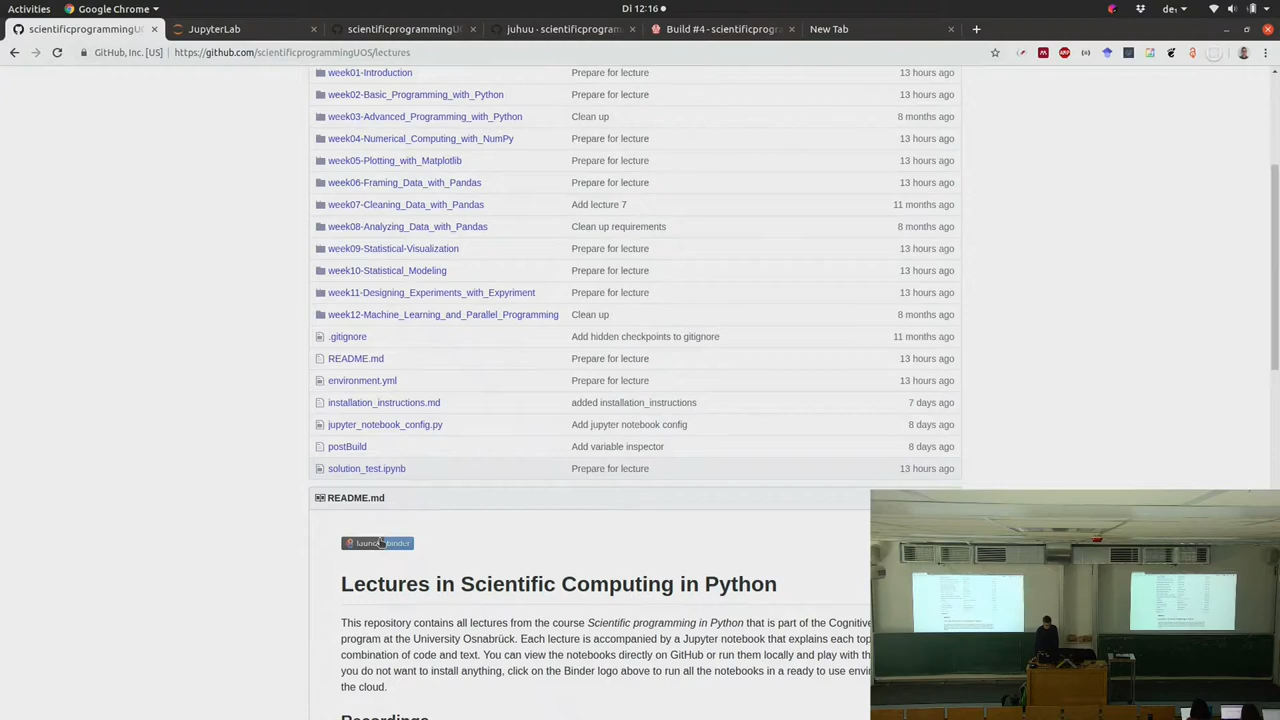 Activities
Google Chrome
Di 12:16
dev
scientificprogrammingU
JupyterLab
scientificprogrammingUOS
juhuu · scientificprogram
Build #4 - scientificprog
New Tab
GitHub, Inc. [US]
https://github.com/scientificprogrammingUOS/lectures
week01-Introduction Prepare for lecture 13 hours ago
week02-Basic_Programming_with_Python Prepare for lecture 13 hours ago
week03-Advanced_Programming_with_Python Clean up 8 months ago
week04-Numerical_Computing_with_NumPy Prepare for lecture 13 hours ago
week05-Plotting_with_Matplotlib Prepare for lecture 13 hours ago
week06-Framing_Data_with_Pandas Prepare for lecture 13 hours ago
week07-Cleaning_Data_with_Pandas Add lecture 7 11 months ago
week08-Analyzing_Data_with_Pandas Clean up requirements 8 months ago
week09-Statistical-Visualization Prepare for lecture 13 hours ago
week10-Statistical_Modeling Prepare for lecture 13 hours ago
week11-Designing_Experiments_with_Expyriment Prepare for lecture 13 hours ago
week12-Machine_Learning_and_Parallel_Programming Clean up 8 months ago
.gitignore Add hidden checkpoints to gitignore 11 months ago
README.md Prepare for lecture 13 hours ago
environment.yml Prepare for lecture 13 hours ago
installation_instructions.md added installation_instructions 7 days ago
jupyter_notebook_config.py Add jupyter notebook config 8 days ago
postBuild Add variable inspector 8 days ago
solution_test.ipynb Prepare for lecture 13 hours ago
README.md
launch binder
Lectures in Scientific Computing in Python
This repository contains all lectures from the course Scientific programming in Python that is part of the Cognitive
program at the University Osnabrück. Each lecture is accompanied by a Jupyter notebook that explains each top
combination of code and text. You can view the notebooks directly on GitHub or run them locally and play with th
you do not want to install anything, click on the Binder logo above to run all the notebooks in a ready to use envi
the cloud.
Recordings